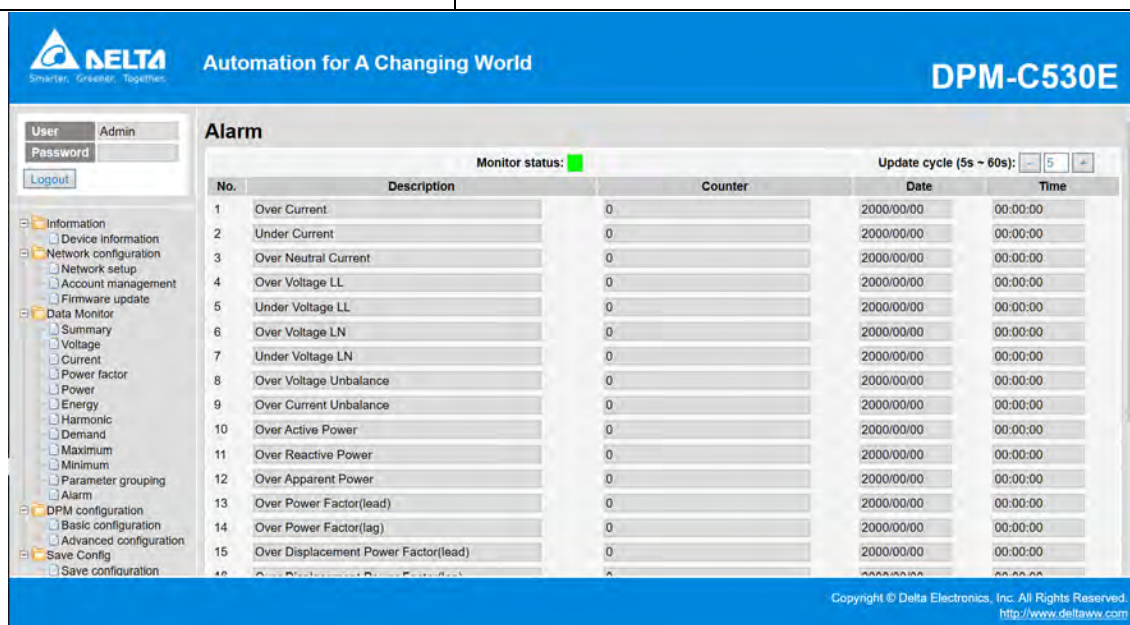 DELTA
Smarter. Greener. Together.
Automation for A Changing World
DPM-C530E
User Admin
Password
Logout
Information
Device information
Network configuration
Network setup
Account management
Firmware update
Data Monitor
Summary
Voltage
Current
Power factor
Power
Energy
Harmonic
Demand
Maximum
Minimum
Parameter grouping
Alarm
DPM configuration
Basic configuration
Advanced configuration
Save Config
Save configuration
Alarm
Monitor status: Update cycle (5s ~ 60s): - 5 +
No. Description Counter Date Time
1 Over Current 0 2000/00/00 00:00:00
2 Under Current 0 2000/00/00 00:00:00
3 Over Neutral Current 0 2000/00/00 00:00:00
4 Over Voltage LL 0 2000/00/00 00:00:00
5 Under Voltage LL 0 2000/00/00 00:00:00
6 Over Voltage LN 0 2000/00/00 00:00:00
7 Under Voltage LN 0 2000/00/00 00:00:00
8 Over Voltage Unbalance 0 2000/00/00 00:00:00
9 Over Current Unbalance 0 2000/00/00 00:00:00
10 Over Active Power 0 2000/00/00 00:00:00
11 Over Reactive Power 0 2000/00/00 00:00:00
12 Over Apparent Power 0 2000/00/00 00:00:00
13 Over Power Factor(lead) 0 2000/00/00 00:00:00
14 Over Power Factor(lag) 0 2000/00/00 00:00:00
15 Over Displacement Power Factor(lead) 0 2000/00/00 00:00:00
Copyright © Delta Electronics, Inc. All Rights Reserved.
http://www.deltaww.com